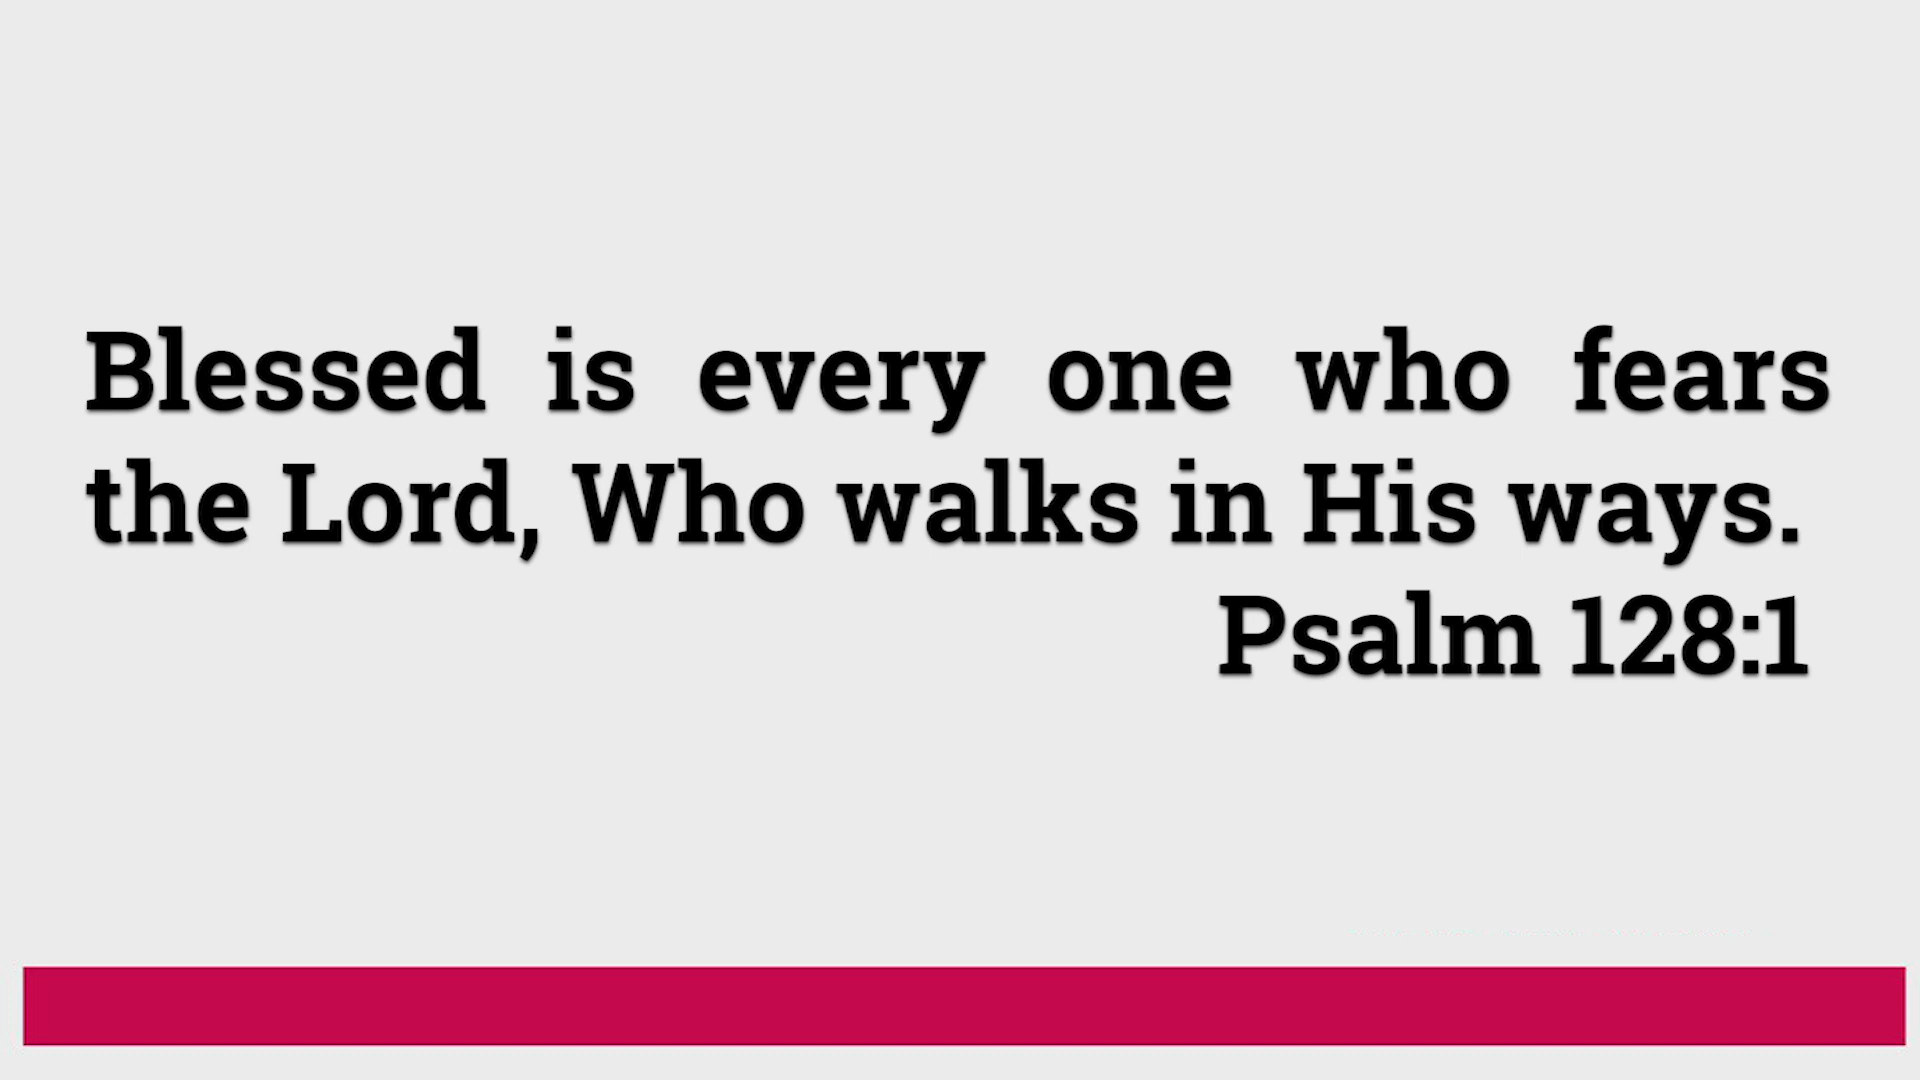 Blessed is every one who fears
the Lord, Who walks in His ways.
Psalm 128:1